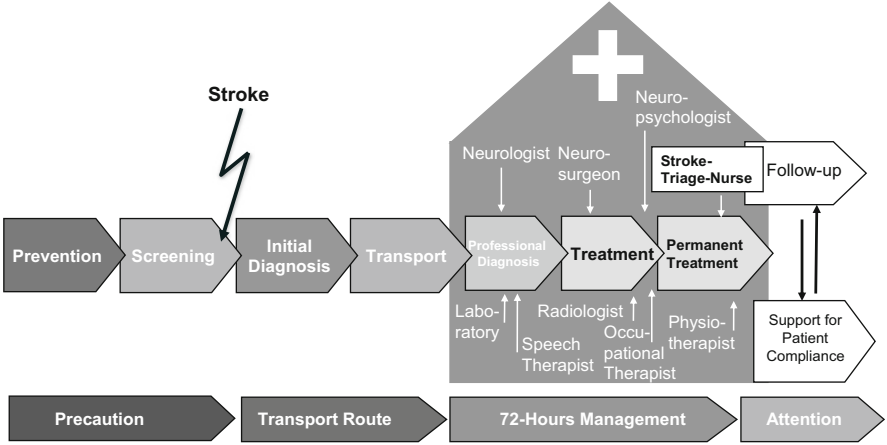 Stroke
Neuro-
psychologist
Neurologist
Neuro-
surgeon
Stroke-
Triage-Nurse
Follow-up
Prevention
Screening
Initial
Diagnosis
Transport
Professional
Diagnosis
Treatment
Permanent
Treatment
Labo-
ratory
Speech
Therapist
Radiologist
Occu-
pational
Therapist
Physio-
therapist
Support for
Patient
Compliance
Precaution
Transport Route
72-Hours Management
Attention